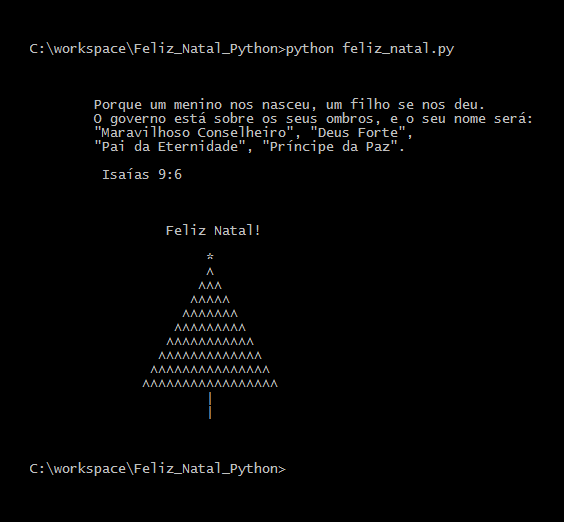 C:\workspace\Feliz_Natal_Python>python feliz_natal.py
Porque um menino nos nasceu, um filho se nos deu.
O governo está sobre os seus ombros, e o seu nome será:
"Maravilhoso Conselheiro", "Deus Forte",
"Pai da Eternidade", "Príncipe da Paz".
Isaías 9:6
Feliz Natal!
*
^
^^^
^^^^^
^^^^^^^
^^^^^^^^^
^^^^^^^^^^^
^^^^^^^^^^^^^
^^^^^^^^^^^^^^^
^^^^^^^^^^^^^^^^^
|
|
C:\workspace\Feliz_Natal_Python>